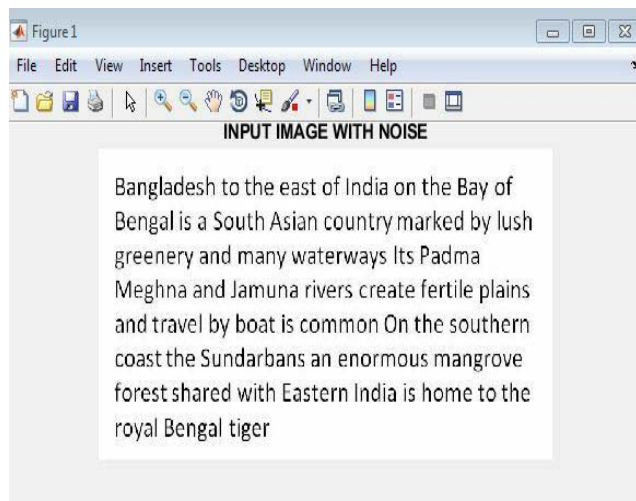 Figure 1
File Edit View Insert Tools Desktop Window Help
INPUT IMAGE WITH NOISE
Bangladesh to the east of India on the Bay of
Bengal is a South Asian country marked by lush
greenery and many waterways Its Padma
Meghna and Jamuna rivers create fertile plains
and travel by boat is common On the southern
coast the Sundarbans an enormous mangrove
forest shared with Eastern India is home to the
royal Bengal tiger